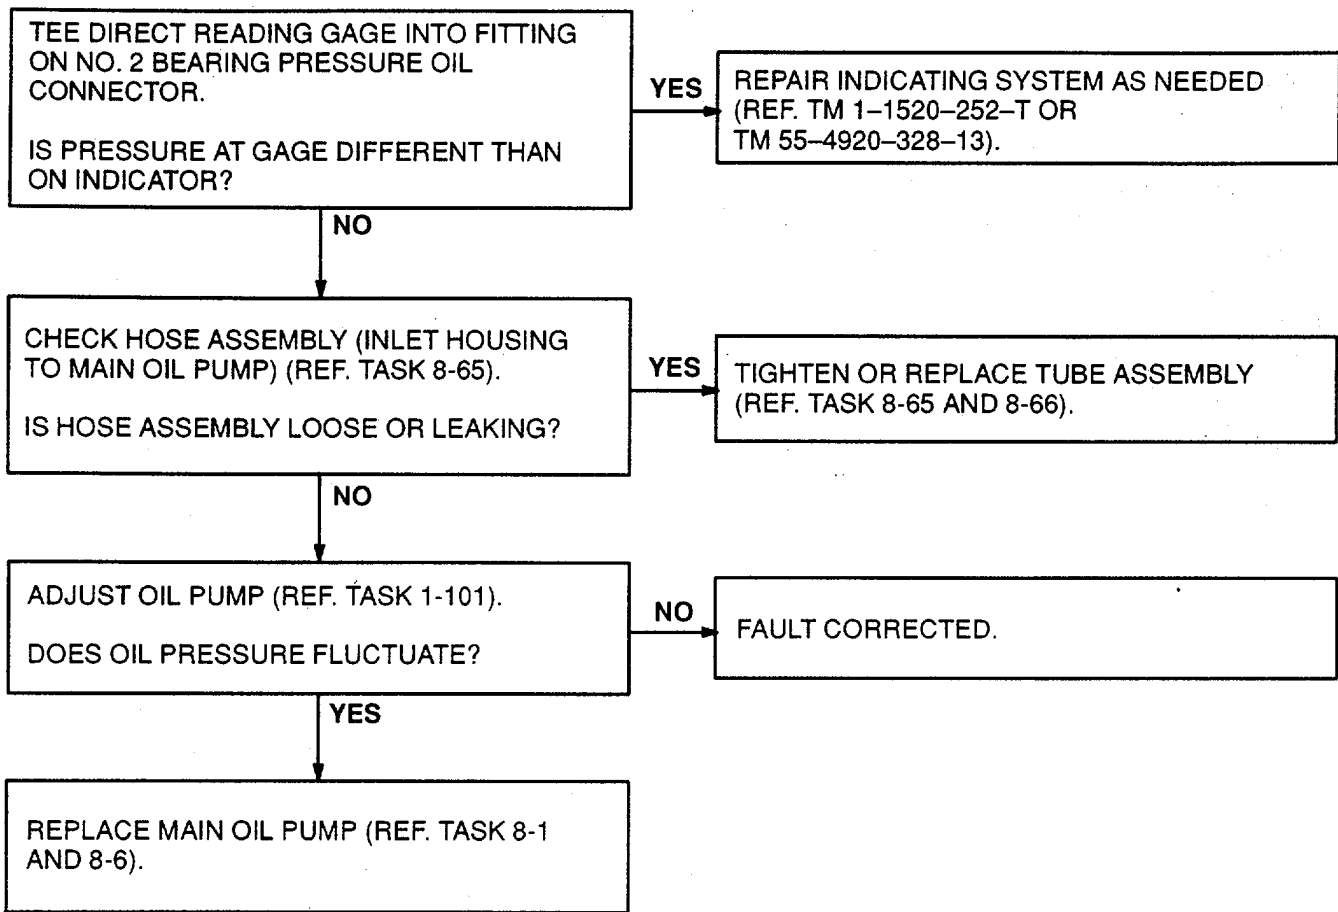 TEE DIRECT READING GAGE INTO FITTING
ON NO. 2 BEARING PRESSURE OIL
CONNECTOR.
IS PRESSURE AT GAGE DIFFERENT THAN
ON INDICATOR?
YES
REPAIR INDICATING SYSTEM AS NEEDED
(REF. TM 1–1520–252–T OR
TM 55–4920–328–13).
NO
CHECK HOSE ASSEMBLY (INLET HOUSING
TO MAIN OIL PUMP) (REF. TASK 8-65).
IS HOSE ASSEMBLY LOOSE OR LEAKING?
YES
TIGHTEN OR REPLACE TUBE ASSEMBLY
(REF. TASK 8-65 AND 8-66).
NO
ADJUST OIL PUMP (REF. TASK 1-101).
DOES OIL PRESSURE FLUCTUATE?
NO
FAULT CORRECTED.
YES
REPLACE MAIN OIL PUMP (REF. TASK 8-1
AND 8-6).